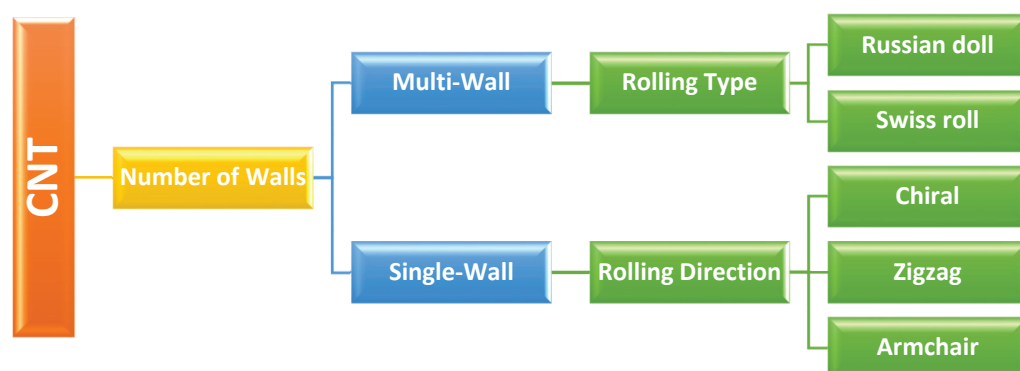 CNT
Number of Walls
Multi-Wall
Rolling Type
Russian doll
Swiss roll
Single-Wall
Rolling Direction
Chiral
Zigzag
Armchair